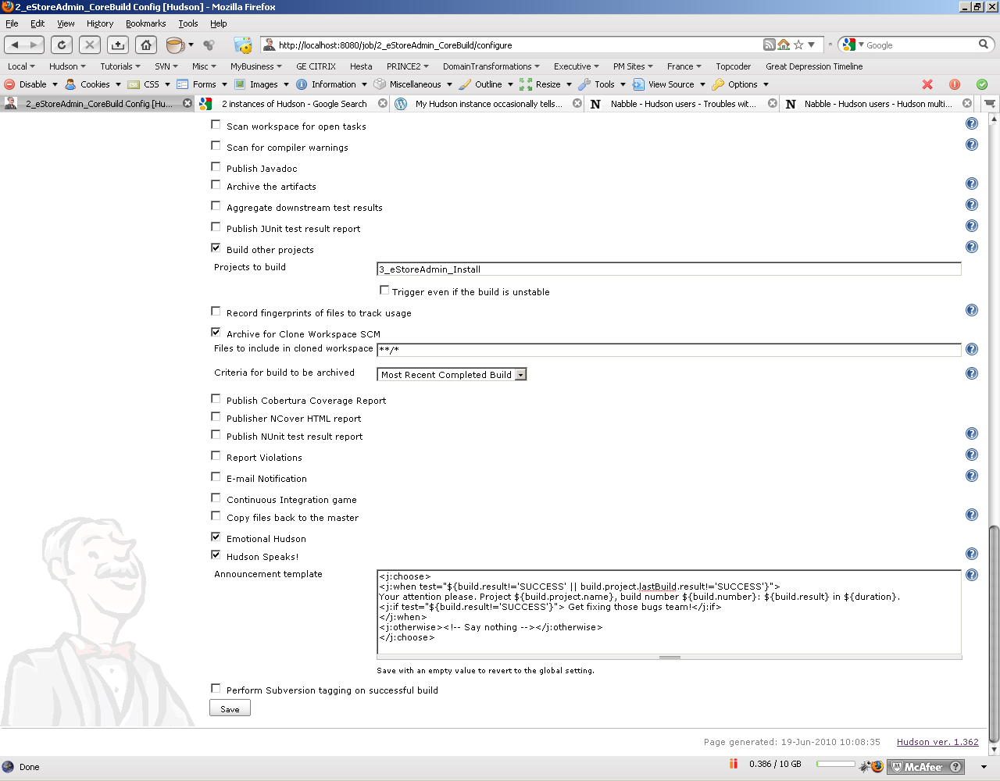 2_eStoreAdmin_CoreBuild Config [Hudson] - Mozilla Firefox
File Edit View History Bookmarks Tools Help
http://localhost:8080/job/2_eStoreAdmin_CoreBuild/configure Google
Local Hudson Tutorials SVN Misc MyBusiness GE CITRIX Hesta PRINCE2 DomainTransformations Executive PM Sites France Topcoder Great Depression Timeline
Disable Cookies CSS Forms Images Information Miscellaneous Outline Resize Tools View Source Options
2_eStoreAdmin_CoreBuild Config [Hu... 2 instances of Hudson - Google Search My Hudson instance occasionally tells... N Nabble - Hudson users - Troubles wit... N Nabble - Hudson users - Hudson multi...
Scan workspace for open tasks
Scan for compiler warnings
Publish Javadoc
Archive the artifacts
Aggregate downstream test results
Publish JUnit test result report
Build other projects
Projects to build 3_eStoreAdmin_Install
Trigger even if the build is unstable
Record fingerprints of files to track usage
Archive for Clone Workspace SCM
Files to include in cloned workspace **/*
Criteria for build to be archived Most Recent Completed Build
Publish Cobertura Coverage Report
Publisher NCover HTML report
Publish NUnit test result report
Report Violations
E-mail Notification
Continuous Integration game
Copy files back to the master
Emotional Hudson
Hudson Speaks!
Announcement template <j:choose>
<j:when test="${build.result!='SUCCESS' || build.project.lastBuild.result!='SUCCESS'}">
Your attention please. Project ${build.project.name}, build number ${build.number}: ${build.result} in ${duration}.
<j:if test="${build.result!='SUCCESS'}"> Get fixing those bugs team!</j:if>
</j:when>
<j:otherwise><!-- Say nothing --></j:otherwise>
</j:choose>
Save with an empty value to revert to the global setting.
Perform Subversion tagging on successful build
Save
Page generated: 19-Jun-2010 10:08:35 Hudson ver. 1.362
Done 0.386 / 10 GB McAfee